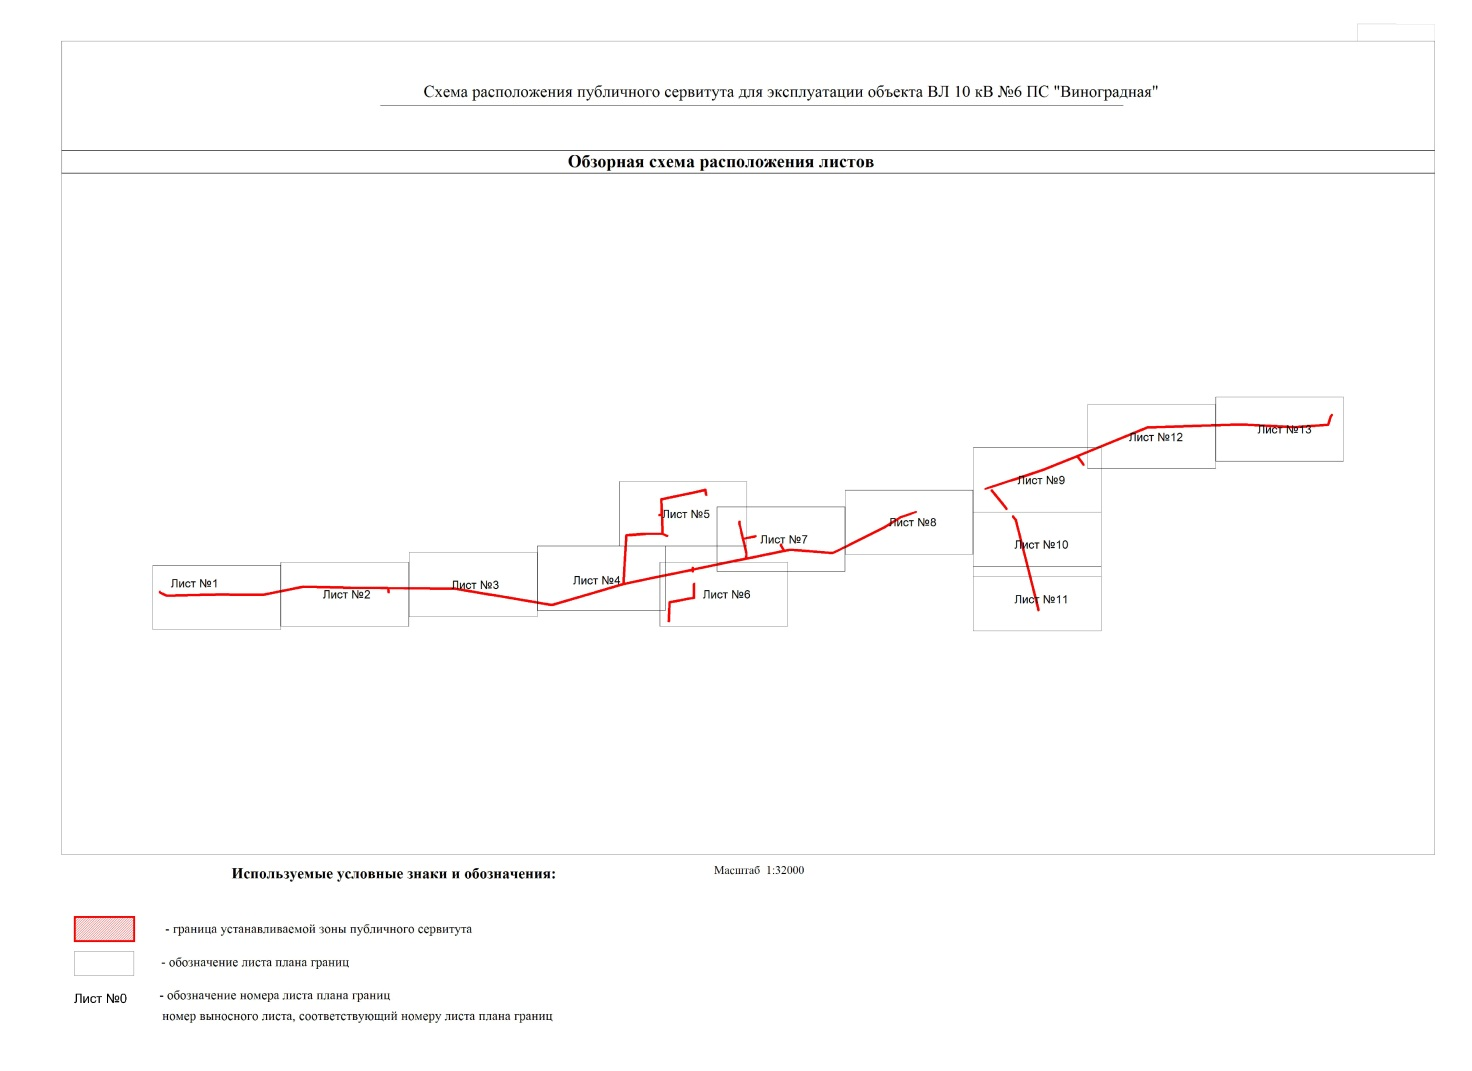 Схема расположения публичного сервитута для эксплуатации объекта ВЛ 10 кВ №6 ПС "Виноградная"
Обзорная схема расположения листов
Лист №13
Лист №12
Лист №9
Лист №5
Лист №8
Лист №7
Лист №10
Лист №4
Лист №1
Лист №3
Лист №2
Лист №6
Лист №11
Используемые условные знаки и обозначения:
Масштаб 1:32000
- граница устанавливаемой зоны публичного сервитута
- обозначение листа плана границ
Лист №0 - обозначение номера листа плана границ
номер выносного листа, соответствующий номеру листа плана границ